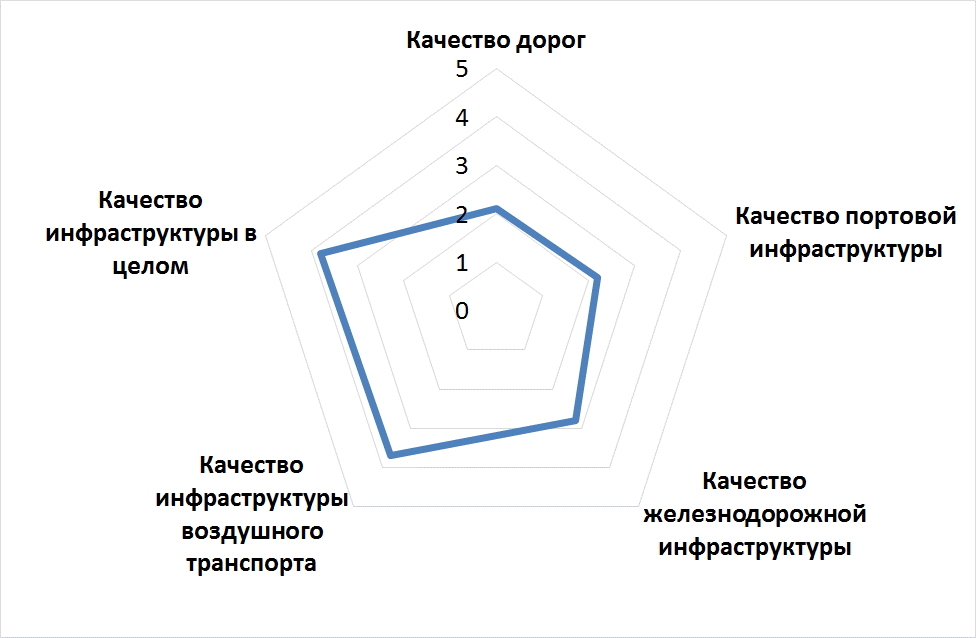 Качество дорог
5
4
3
2
1
0
Качество портовой
инфраструктуры
Качество
железнодорожной
инфраструктуры
Качество
инфраструктуры
воздушного
транспорта
Качество
инфраструктуры в
целом